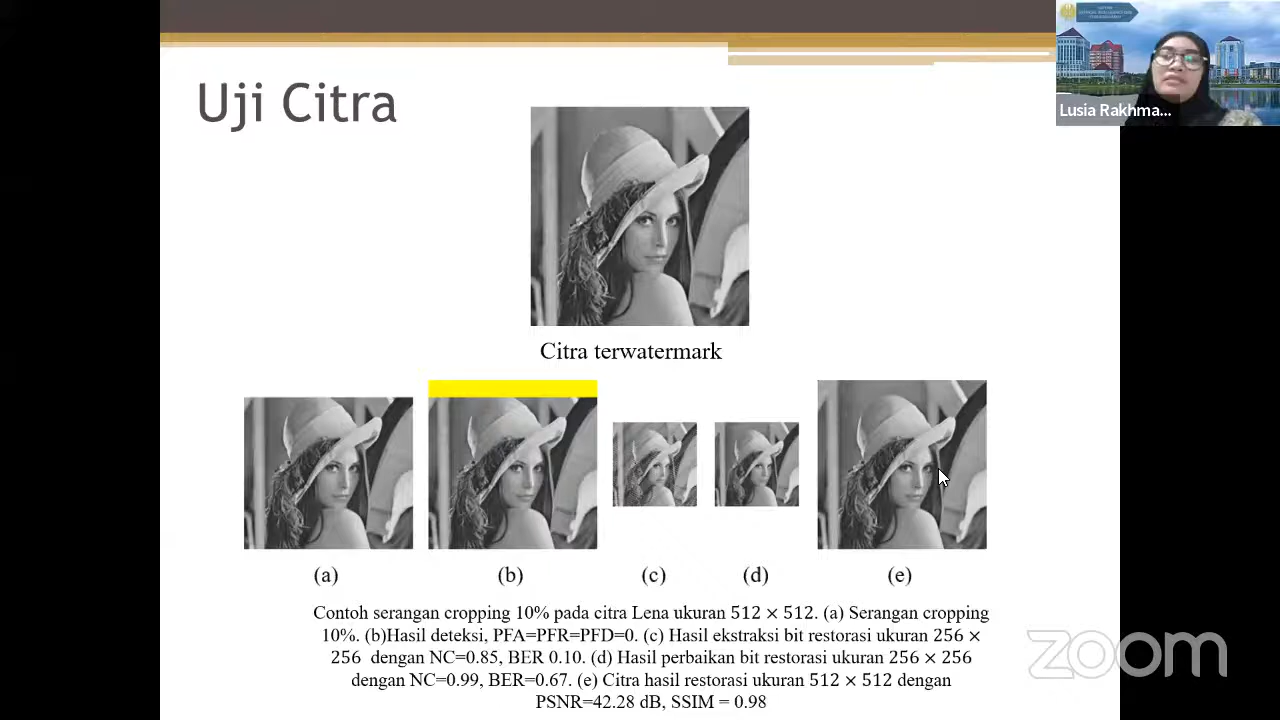 Uji Citra
Lusia Rakhma...
Citra terwatermark
(a)
(b)
(c)
(d)
(e)
Contoh serangan cropping 10% pada citra Lena ukuran 512 × 512. (a) Serangan cropping
10%. (b)Hasil deteksi, PFA=PFR=PFD=0. (c) Hasil ekstraksi bit restorasi ukuran 256 ×
256 dengan NC=0.85, BER 0.10. (d) Hasil perbaikan bit restorasi ukuran 256 × 256
dengan NC=0.99, BER=0.67. (e) Citra hasil restorasi ukuran 512 × 512 dengan
PSNR=42.28 dB, SSIM = 0.98
zoom